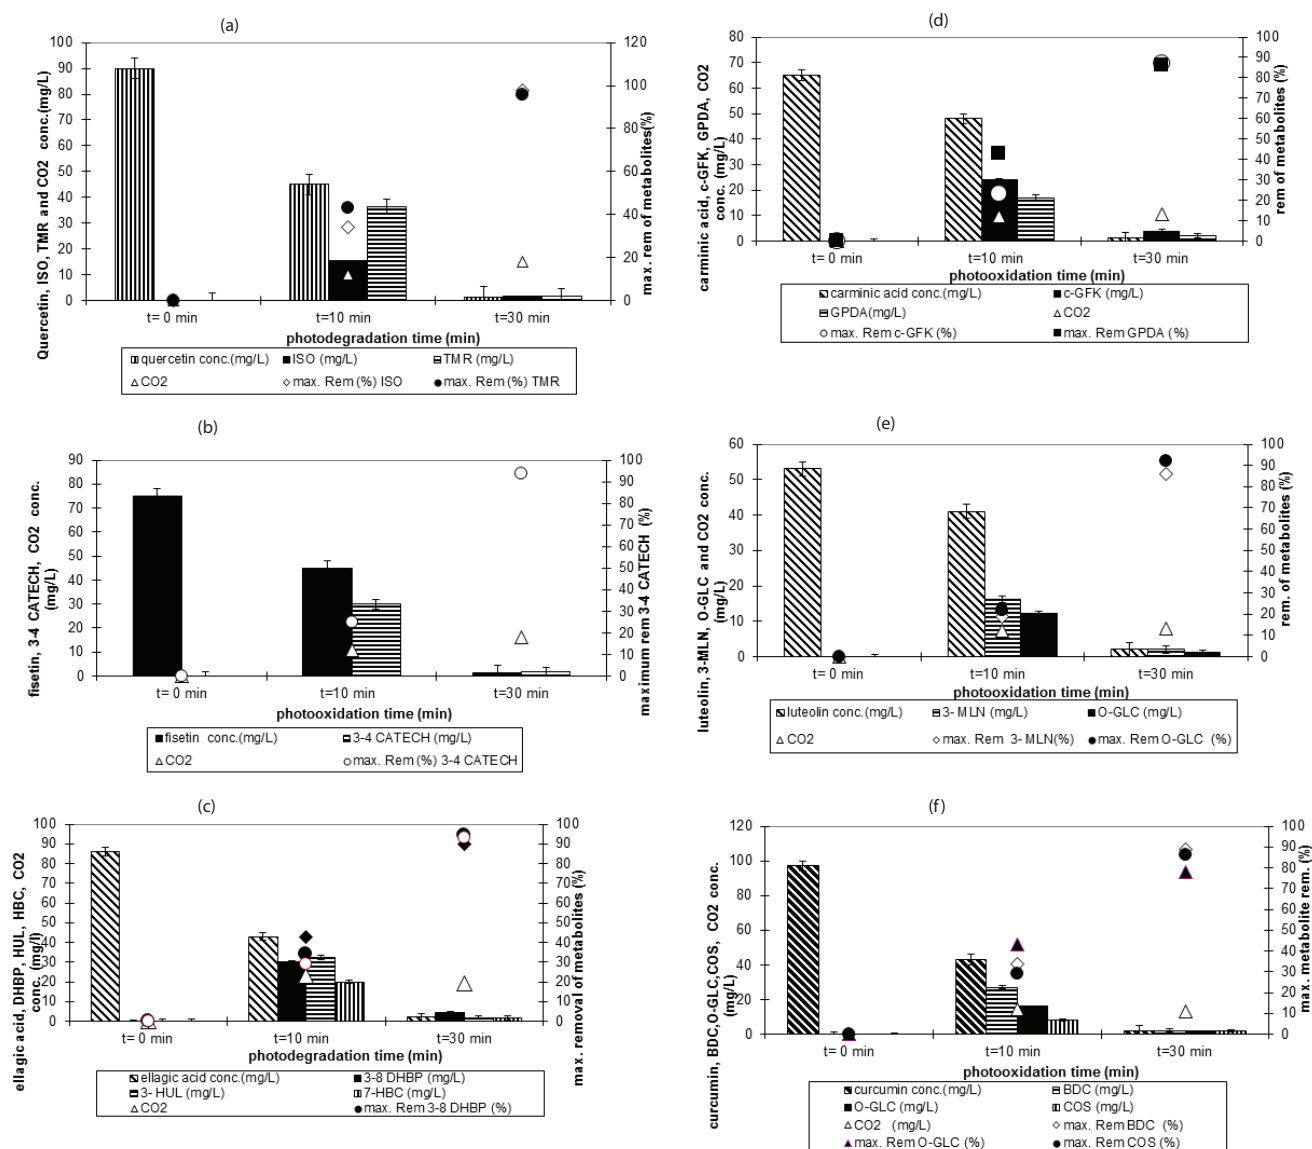 (a)
Quercetin, ISO, TMR and CO2 conc.(mg/L)
100
90
80
70
60
50
40
30
20
10
0
120
100
80
60
40
20
0
max. rem of metabolites(%)
t= 0 min t=10 min t=30 min
photodegradation time (min)
quercetin conc.(mg/L) ISO (mg/L) TMR (mg/L)
CO2 max. Rem (%) ISO max. Rem (%) TMR
(b)
fisetin, 3-4 CATECH, CO2 conc.
(mg/L)
90
80
70
60
50
40
30
20
10
0
100
90
80
70
60
50
40
30
20
10
0
maximum rem 3-4 CATECH (%)
t= 0 min t=10 min t=30 min
photooxidation time (min)
fisetin conc.(mg/L) 3-4 CATECH (mg/L)
CO2 max. Rem (%) 3-4 CATECH
(c)
ellagic acid, DHBP, HUL, HBC, CO2
conc. (mg/l)
100
90
80
70
60
50
40
30
20
10
0
100
90
80
70
60
50
40
30
20
10
0
max. removal of metabolites (%)
t= 0 min t=10 min t=30 min
photodegradation time (min)
ellagic acid conc.(mg/L) 3-8 DHBP (mg/L)
3- HUL (mg/L) 7-HBC (mg/L)
CO2 max. Rem 3-8 DHBP (%)
(d)
carminic acid, c-GFK, GPDA, CO2
conc. (mg/L)
80
70
60
50
40
30
20
10
0
100
90
80
70
60
50
40
30
20
10
0
rem of metabolites (%)
t= 0 min t=10 min t=30 min
photooxidation time (min)
carminic acid conc.(mg/L) c-GFK (mg/L)
GPDA(mg/L) CO2
max. Rem c-GFK (%) max. Rem GPDA (%)
(e)
luteolin, 3-MLN, O-GLC and CO2 conc.
(mg/L)
60
50
40
30
20
10
0
100
90
80
70
60
50
40
30
20
10
0
rem. of metabolites (%)
t= 0 min t=10 min t=30 min
photooxidation time (min)
luteolin conc.(mg/L) 3- MLN (mg/L) O-GLC (mg/L)
CO2 max. Rem 3- MLN(%) max. Rem O-GLC (%)
(f)
curcumin, BDC,O-GLC,COS, CO2 conc.
(mg/L)
120
100
80
60
40
20
0
100
90
80
70
60
50
40
30
20
10
0
max. metabolite rem. (%)
t= 0 min t=10 min t=30 min
photooxidation time (min)
curcumin conc.(mg/L) BDC (mg/L)
O-GLC (mg/L) COS (mg/L)
CO2 (mg/L) max. Rem BDC (%)
max. Rem O-GLC (%) max. Rem COS (%)